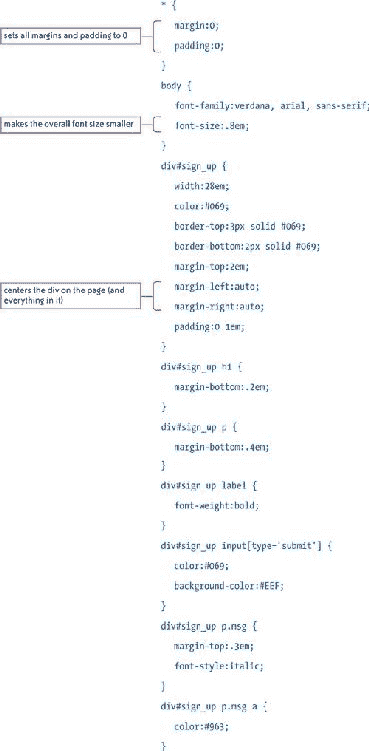 * {
sets all margins and padding to 0
margin:0;
padding:0;
}
body {
font-family:verdana, arial, sans-serif;
makes the overall font size smaller
font-size:.8em;
}
div#sign_up {
width:28em;
color:#069;
border-top:3px solid #069;
border-bottom:2px solid #069;
margin-top:2em;
centers the div on the page (and
everything in it)
margin-left:auto;
margin-right:auto;
padding:0 1em;
}
div#sign_up h1 {
margin-bottom:.2em;
}
div#sign_up p {
margin-bottom:.4em;
}
div#sign_up label {
font-weight:bold;
}
div#sign_up input[type="submit"] {
color:#069;
background-color:#EEF;
}
div#sign_up p.msg {
margin-top:.3em;
font-style:italic;
}
div#sign_up p.msg a {
color:#963;
}